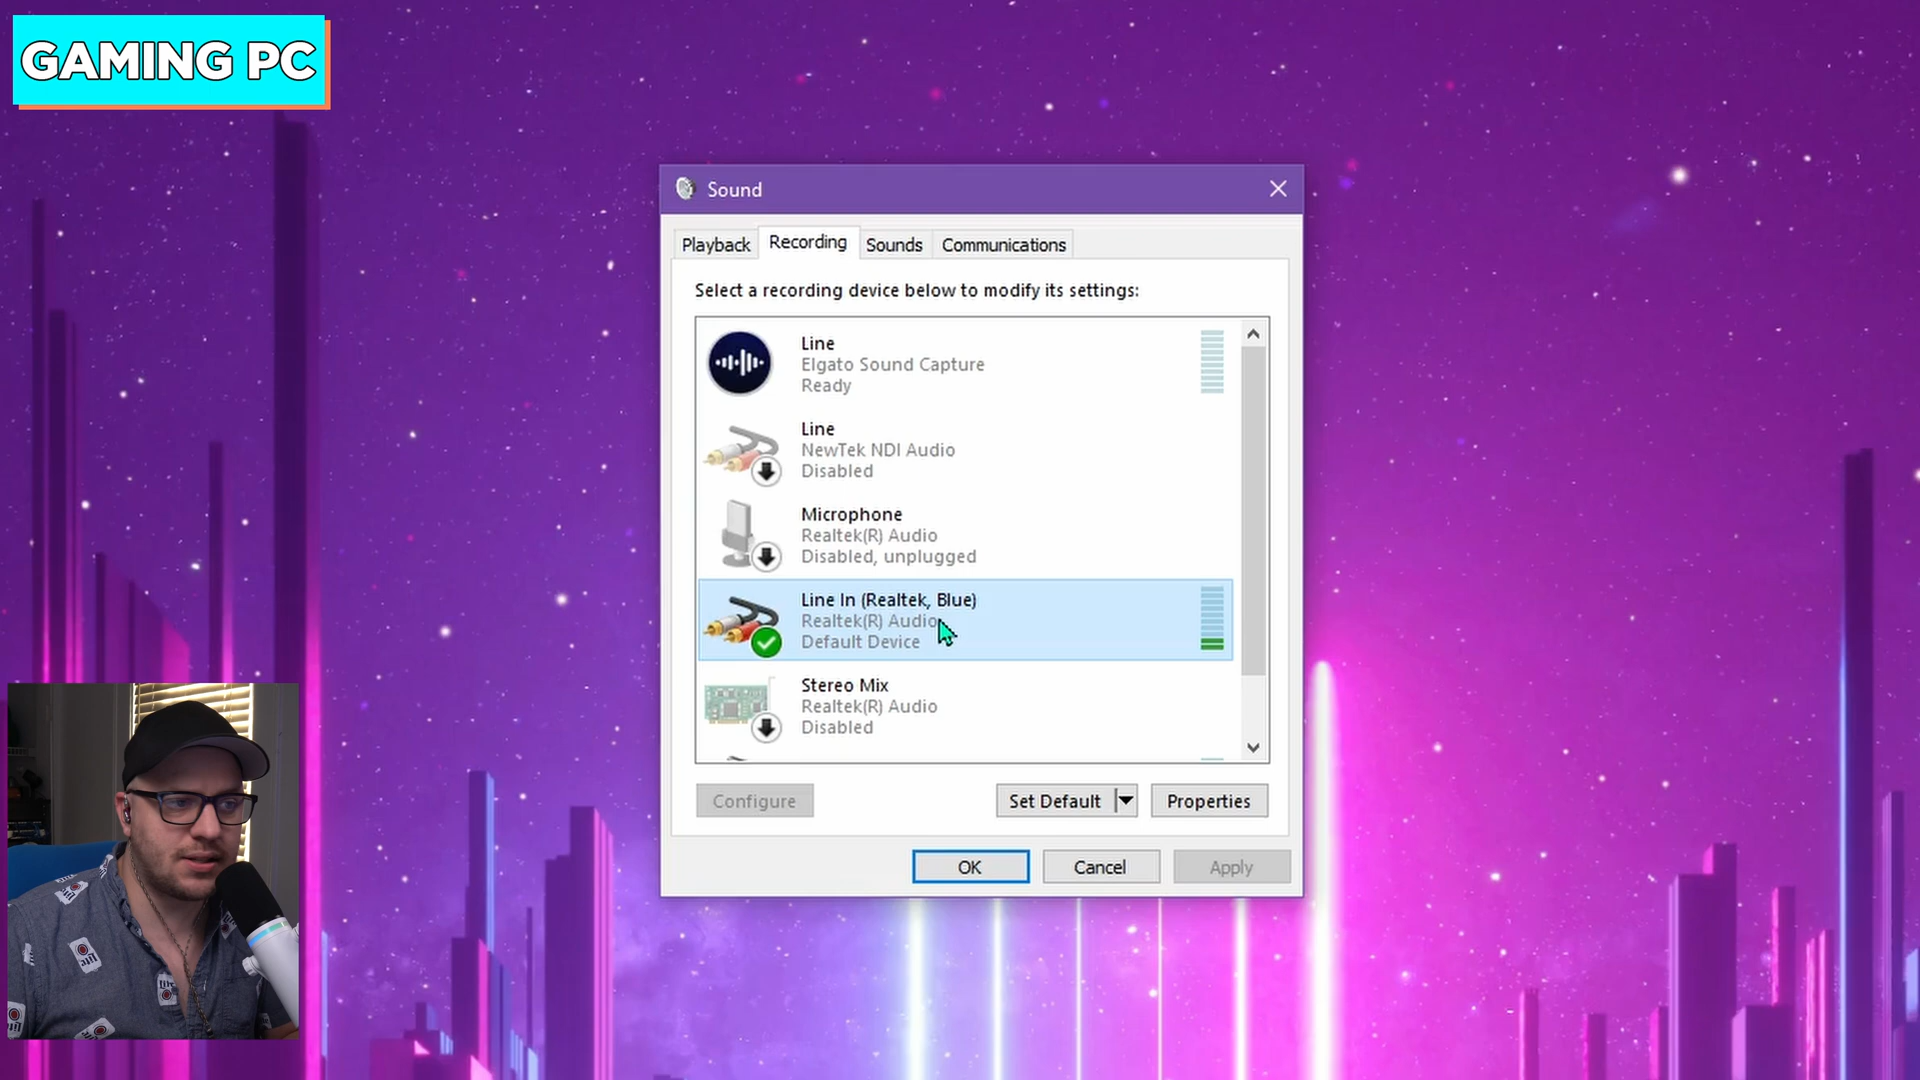 GAMING PC
Sound
Playback
Recording
Sounds
Communications
Select a recording device below to modify its settings:
Line
Elgato Sound Capture
Ready
Line
NewTek NDI Audio
Disabled
Microphone
Realtek(R) Audio
Disabled, unplugged
Line In (Realtek, Blue)
Realtek(R) Audio
Default Device
Stereo Mix
Realtek(R) Audio
Disabled
Configure
Set Default
Properties
OK
Cancel
Apply